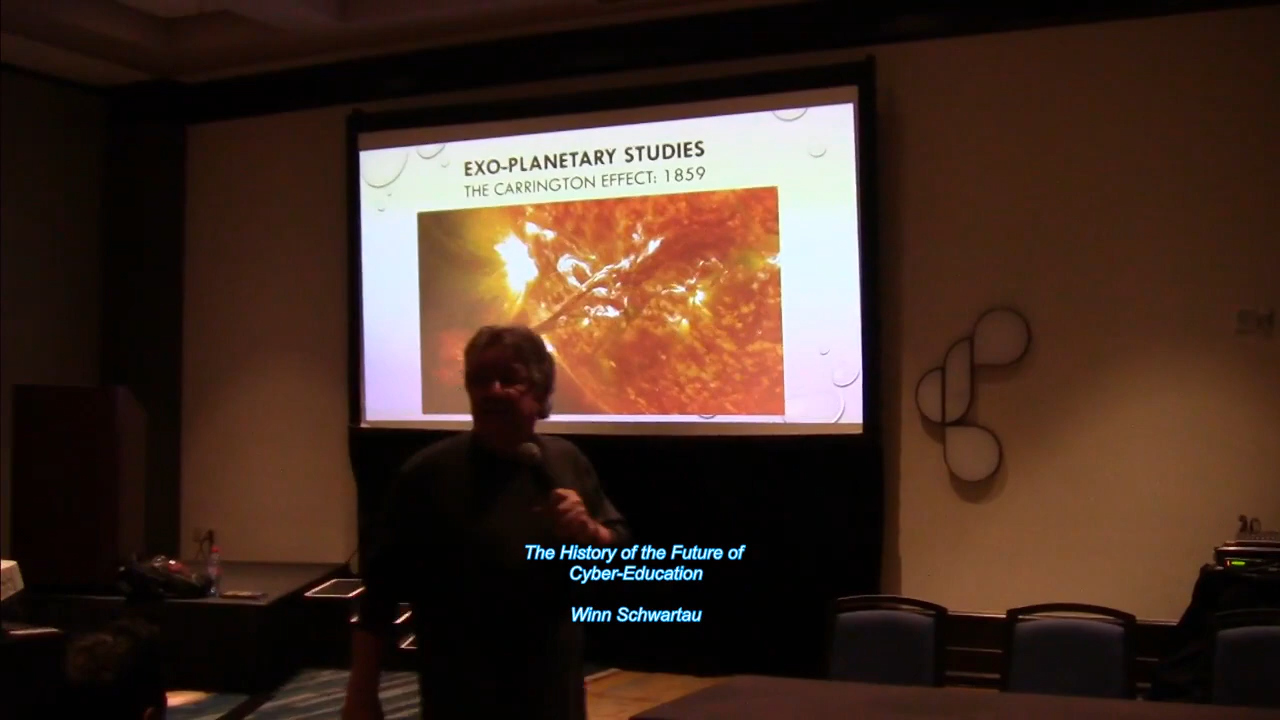 EXO-PLANETARY STUDIES
THE CARRINGTON EFFECT: 1859
The History of the Future of
Cyber-Education
Winn Schwartau